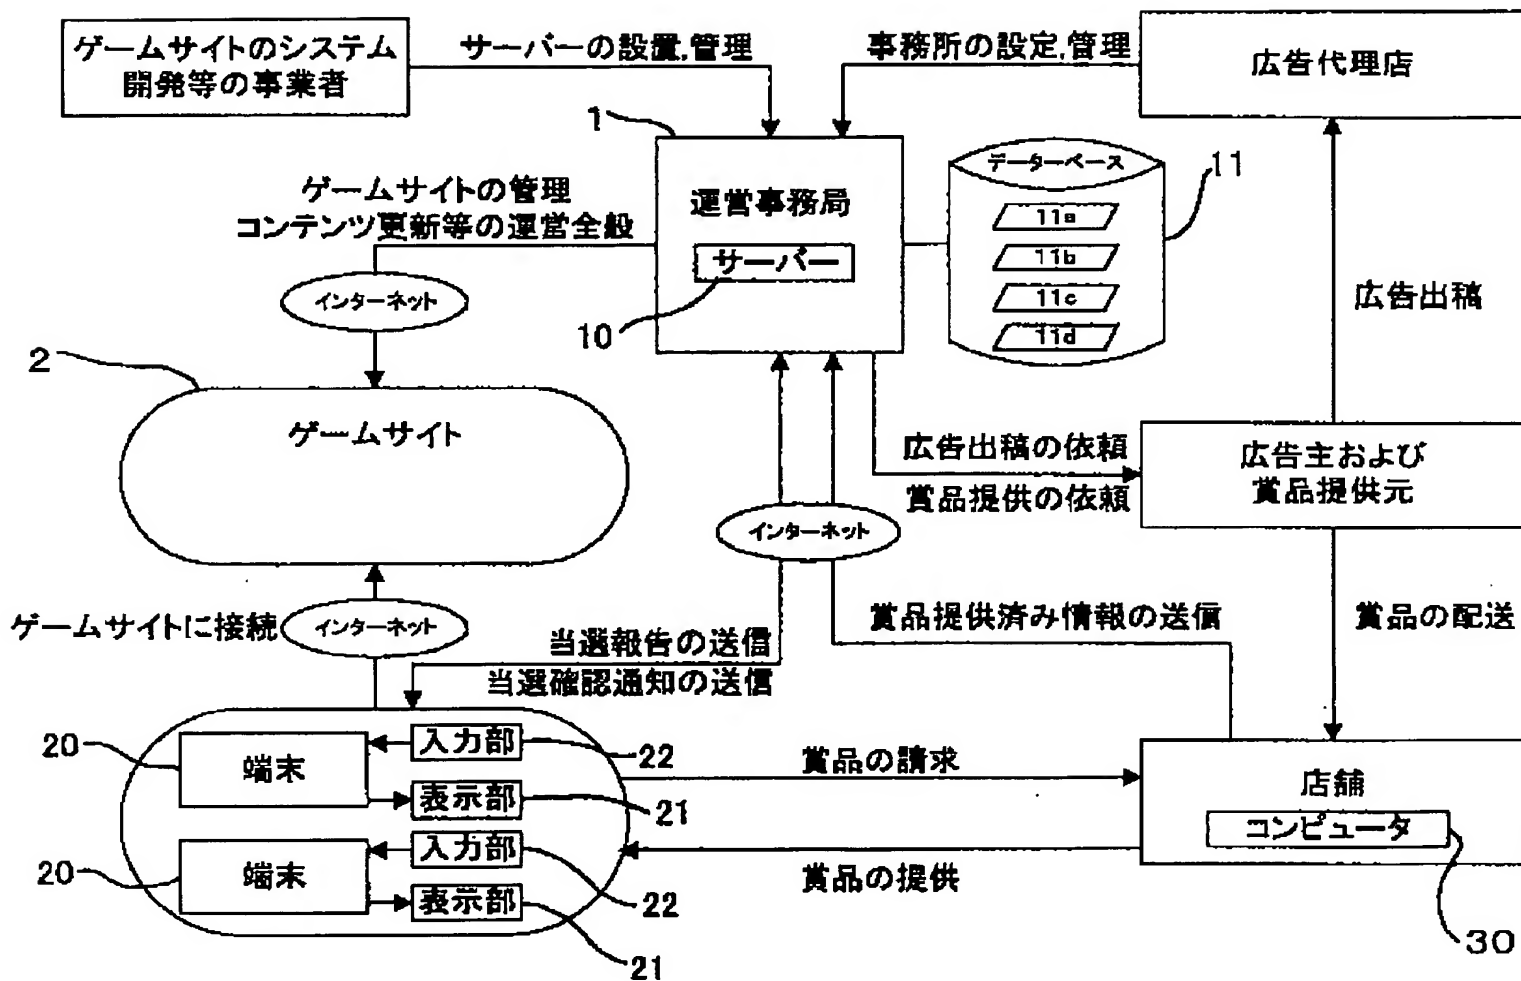 ゲームサイトのシステム
開発等の事業者
サーバーの設置,管理
事務所の設定,管理
広告代理店
1
運営事務局
サーバー
10
データーベース
11a
11b
11c
11d
11
ゲームサイトの管理
コンテンツ更新等の運営全般
インターネット
広告出稿
2
ゲームサイト
広告出稿の依頼
賞品提供の依頼
広告主および
賞品提供元
インターネット
ゲームサイトに接続
インターネット
当選報告の送信
当選確認通知の送信
賞品提供済み情報の送信
賞品の配送
20
端末
入力部
22
表示部
21
20
端末
入力部
22
表示部
21
賞品の請求
賞品の提供
店舗
コンピュータ
30